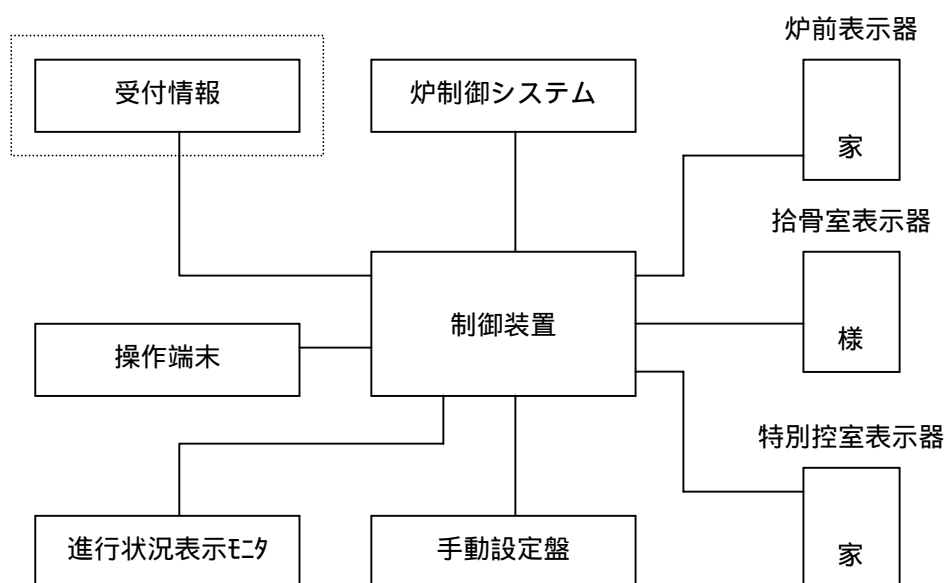 炉前表示器
受付情報
炉制御システム
家
拾骨室表示器
制御装置
様
操作端末
特別控室表示器
進行状況表示ﾓﾆﾀ
手動設定盤
家